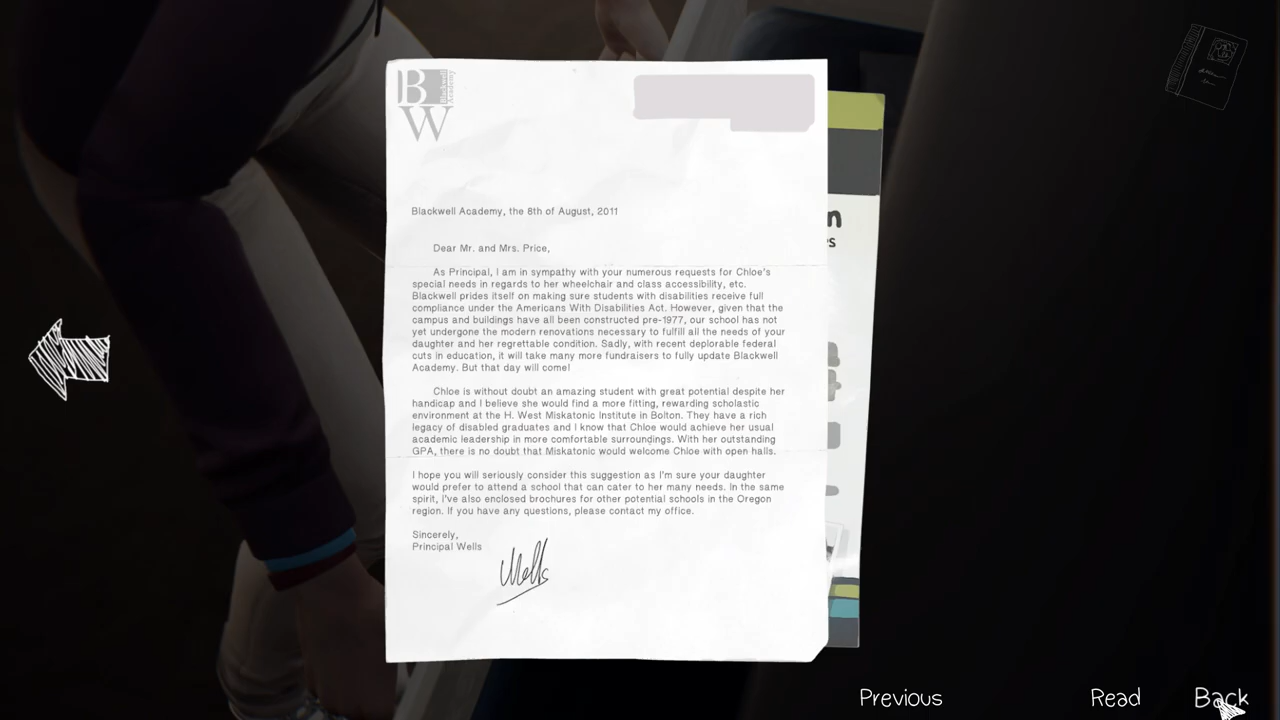 BW
Blackwell
Academy
Blackwell Academy, the 8th of August, 2011
Dear Mr. and Mrs. Price,
As Principal, I am in sympathy with your numerous requests for Chloe's
special needs in regards to her wheelchair and class accessibility, etc.
Blackwell prides itself on making sure students with disabilities receive full
compliance under the Americans With Disabilities Act. However, given that the
campus and buildings have all been constructed pre-1977, our school has not
yet undergone the modern renovations necessary to fulfill all the needs of your
daughter and her regrettable condition. Sadly, with recent deplorable federal
cuts in education, it will take many more fundraisers to fully update Blackwell
Academy. But that day will come!
Chloe is without doubt an amazing student with great potential despite her
handicap and I believe she would find a more fitting, rewarding scholastic
environment at the H. West Miskatonic Institute in Bolton. They have a rich
legacy of disabled graduates and I know that Chloe would achieve her usual
academic leadership in more comfortable surroundings. With her outstanding
GPA, there is no doubt that Miskatonic would welcome Chloe with open halls.
I hope you will seriously consider this suggestion as I'm sure your daughter
would prefer to attend a school that can cater to her many needs. In the same
spirit, I've also enclosed brochures for other potential schools in the Oregon
region. If you have any questions, please contact my office.
Sincerely,
Principal Wells
Wells
Previous
Read
Back